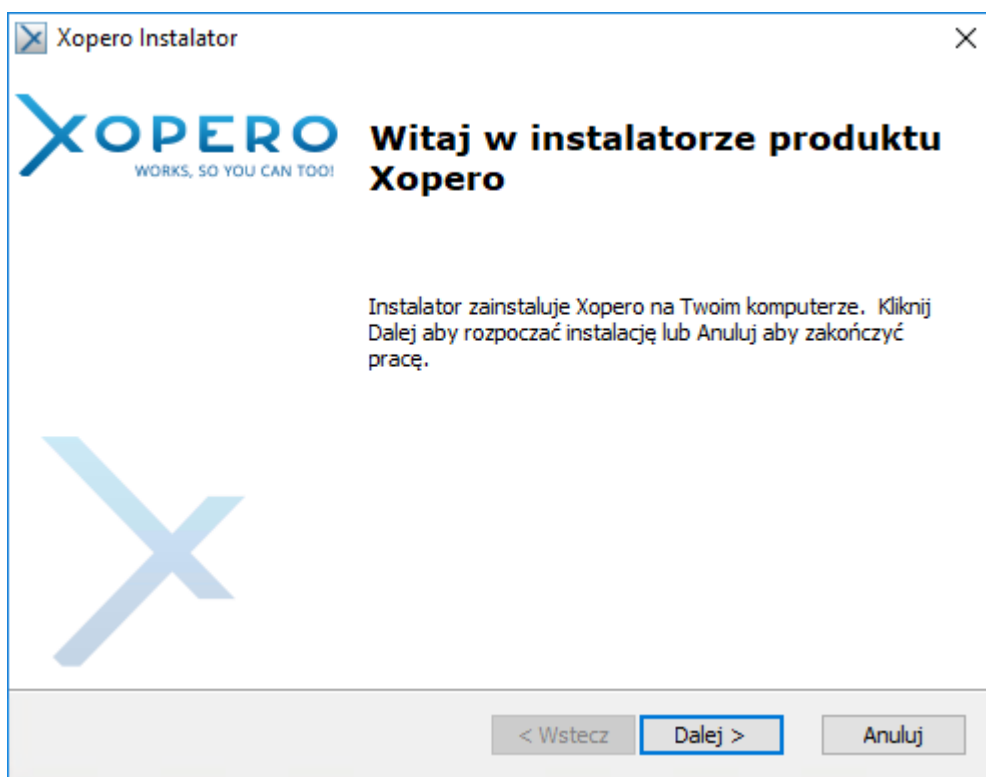 Xopero Instalator
XOPERO
WORKS, SO YOU CAN TOO!
Witaj w instalatorze produktu
Xopero
Instalator zainstaluje Xopero na Twoim komputerze.  Kliknij
Dalej aby rozpoczać instalację lub Anuluj aby zakończyć
pracę.
< Wstecz
Dalej >
Anuluj